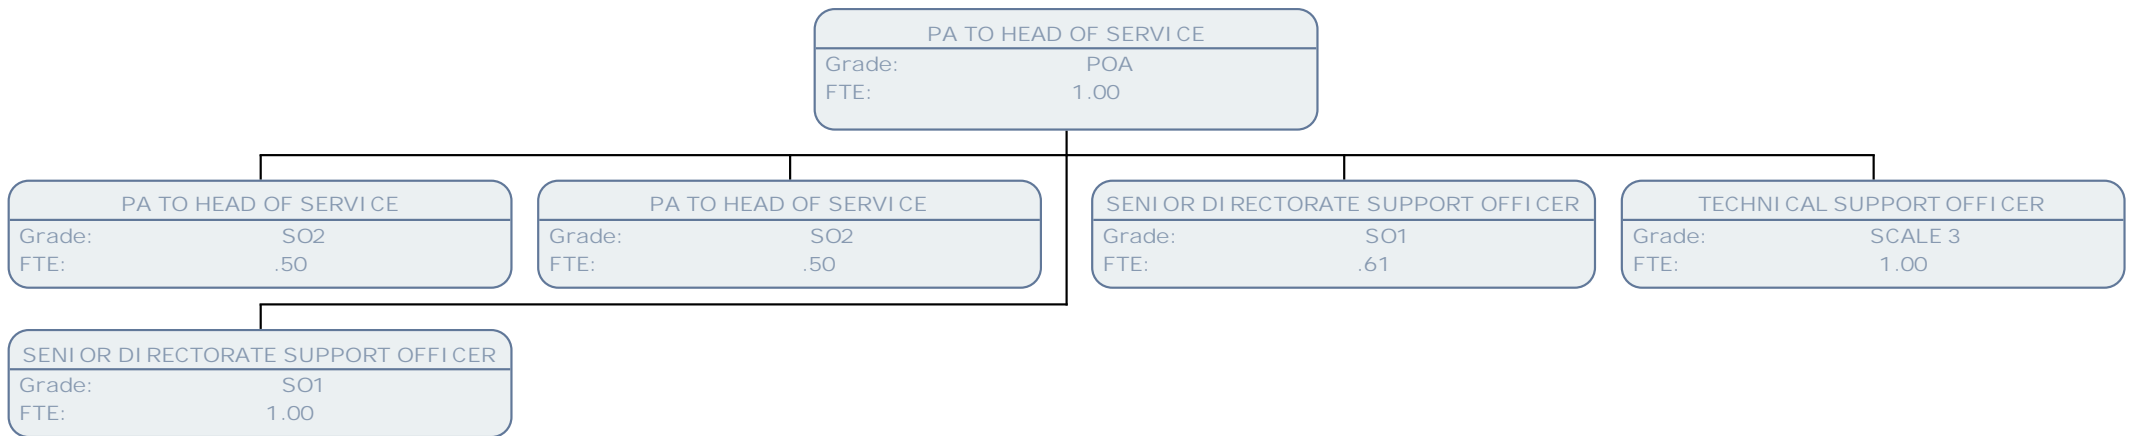 PA TO HEAD OF SERVICE
Grade: POA
FTE: 1.00
PA TO HEAD OF SERVICE
Grade: SO2
FTE: .50
PA TO HEAD OF SERVICE
Grade: SO2
FTE: .50
SENIOR DIRECTORATE SUPPORT OFFICER
Grade: SO1
FTE: .61
TECHNICAL SUPPORT OFFICER
Grade: SCALE 3
FTE: 1.00
SENIOR DIRECTORATE SUPPORT OFFICER
Grade: SO1
FTE: 1.00